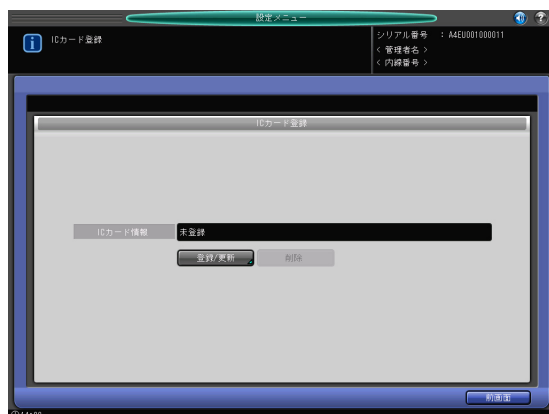 設定メニュー
ICカード登録
シリアル番号 : A4EU001000011
< 管理者名 >
< 内線番号 >
ICカード登録
ICカード情報
未登録
登録/更新
削除
前画面